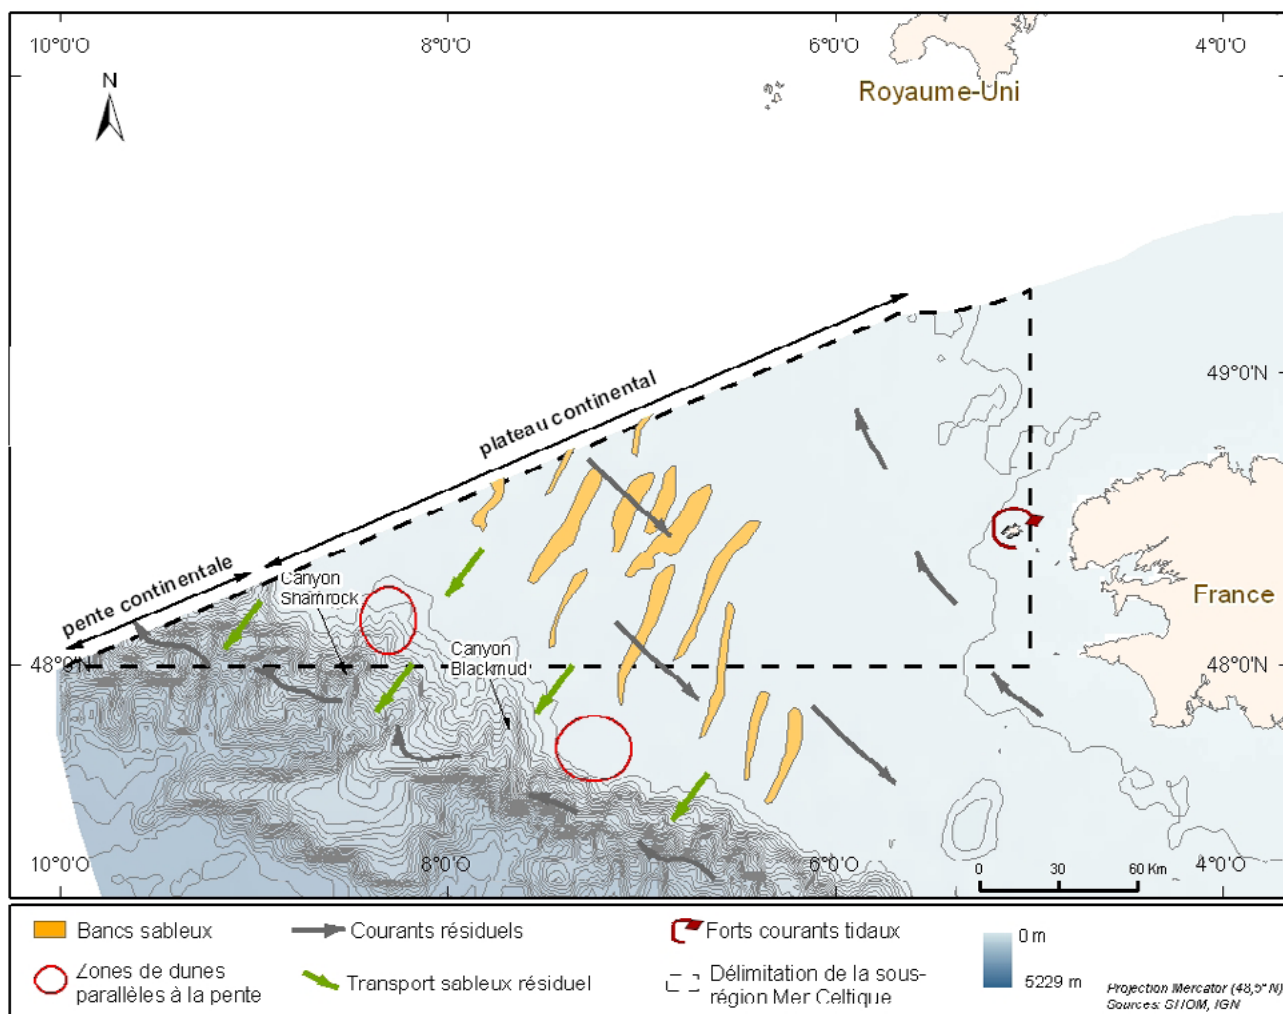 10°0'O 8°0'O 6°0'O 4°0'O
N
Royaume-Uni
49°0'N
plateau continental
pente continentale
Canyon
Shamrock
Canyon
Blackmud
France
48°0'N 48°0'N
10°0'O 8°0'O 6°0'O 4°0'O
0 30 60 Km
Bancs sableux
Courants résiduels
Forts courants tidaux
0 m
5229 m
Zones de dunes
parallèles à la pente
Transport sableux résiduel
Délimitation de la sous-
région Mer Celtique
Projection Mercator (48,5°N)
Sources: SHOM, IGN